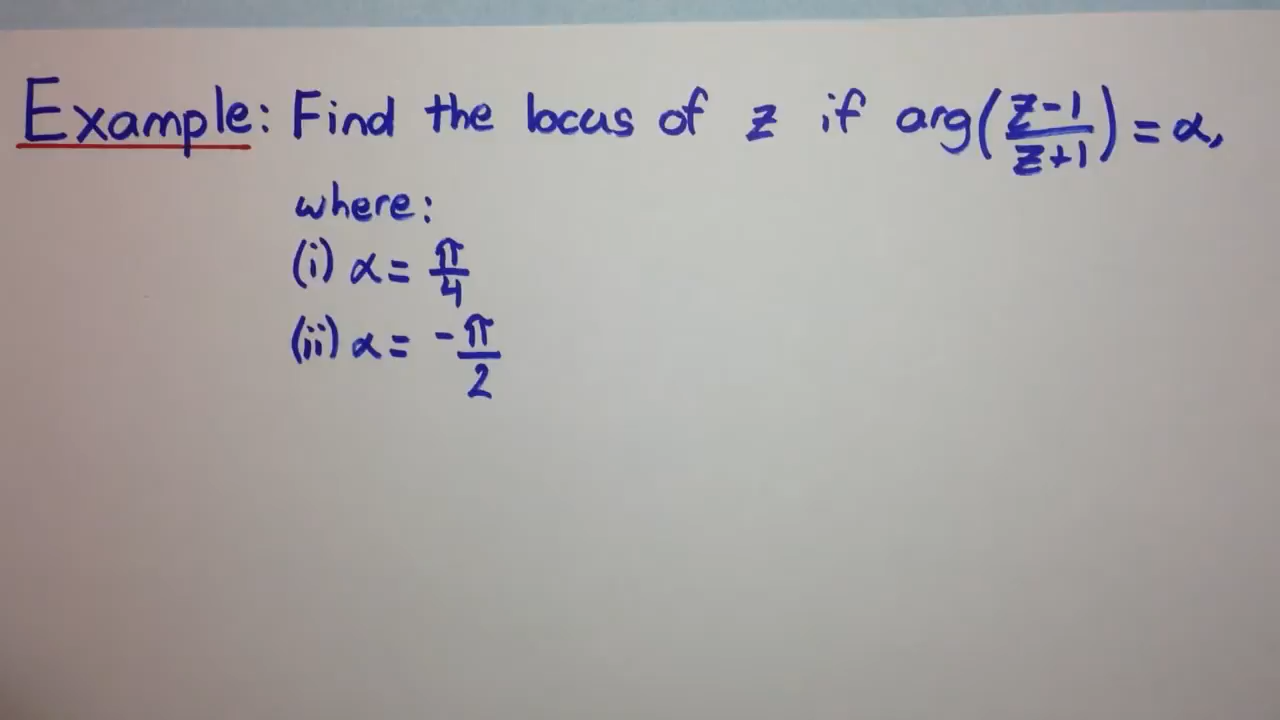 Example: Find the locus of z if arg((z-1)/(z+1)) = α,
where:
(i) α = π/4
(ii) α = -π/2